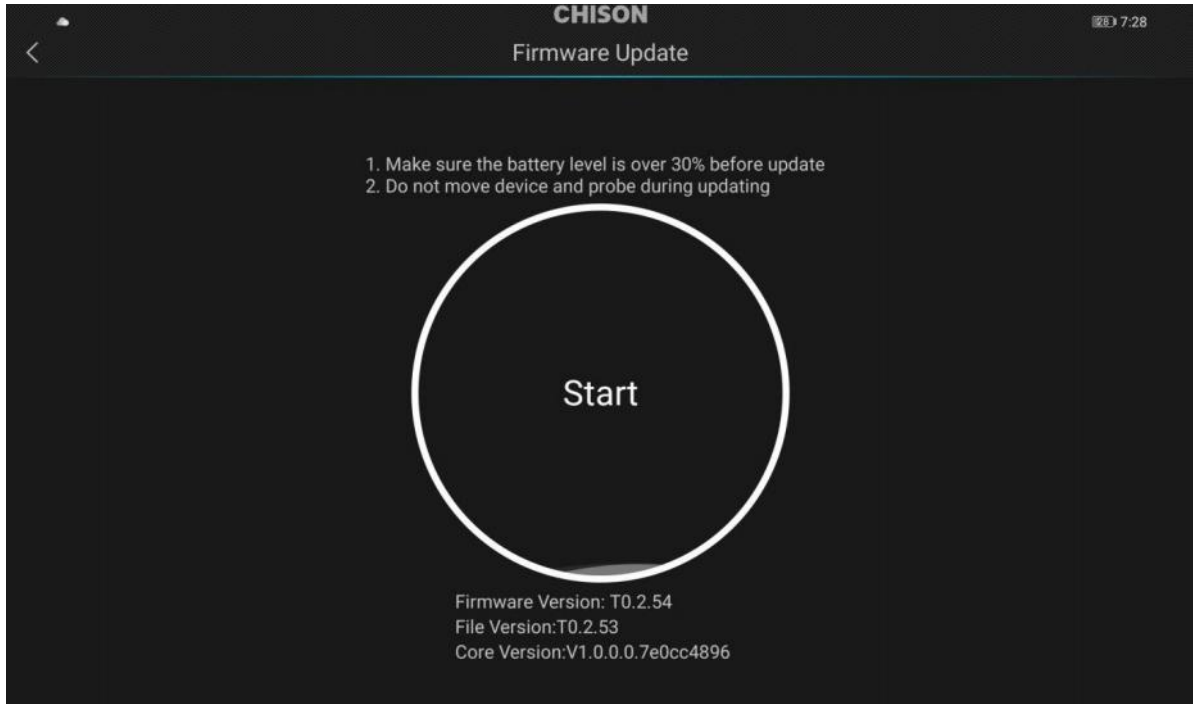 CHISON
7:28
Firmware Update
1. Make sure the battery level is over 30% before update
2. Do not move device and probe during updating
Start
Firmware Version: T0.2.54
File Version:T0.2.53
Core Version:V1.0.0.0.7e0cc4896